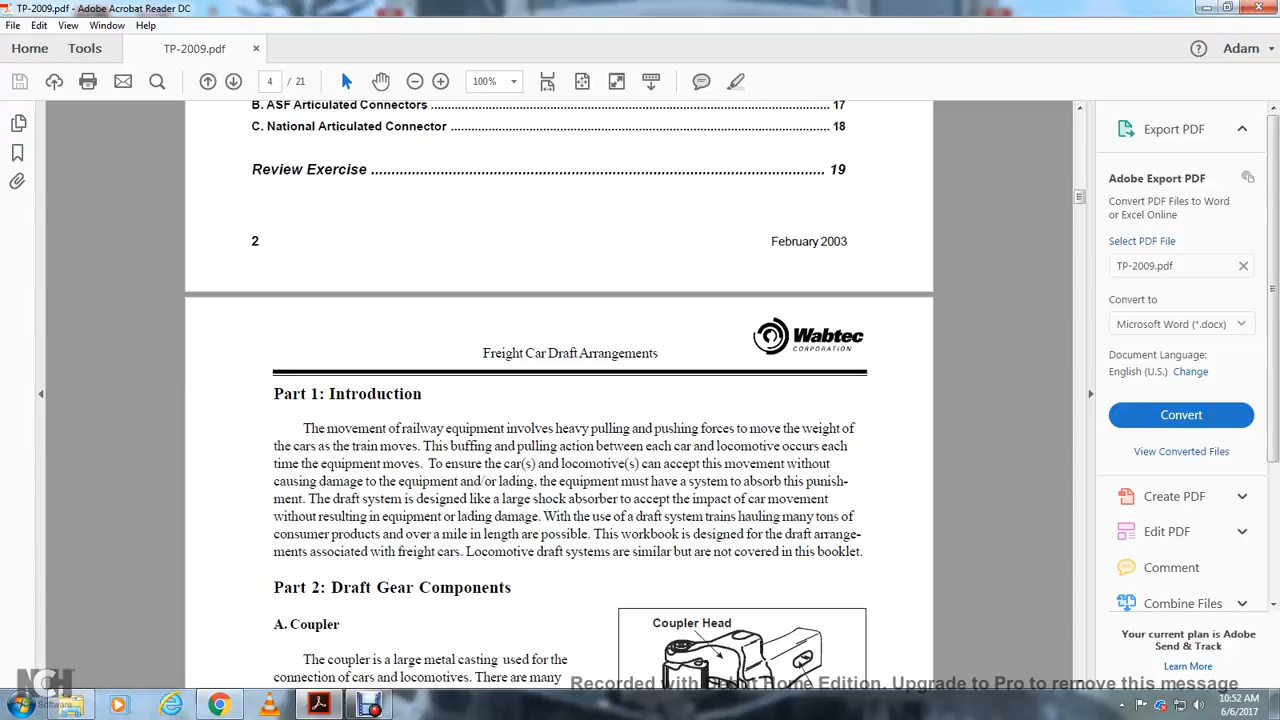 TP-2009.pdf - Adobe Acrobat Reader DC
File Edit View Window Help
Home Tools TP-2009.pdf × Adam
4 / 21 100%
B. ASF Articulated Connectors ........ 17
C. National Articulated Connector ........ 18
Review Exercise ........ 19
2 February 2003
Freight Car Draft Arrangements
Wabtec
CORPORATION
Part 1: Introduction
The movement of railway equipment involves heavy pulling and pushing forces to move the weight of
the cars as the train moves. This buffing and pulling action between each car and locomotive occurs each
time the equipment moves. To ensure the car(s) and locomotive(s) can accept this movement without
causing damage to the equipment and/or lading, the equipment must have a system to absorb this punish-
ment. The draft system is designed like a large shock absorber to accept the impact of car movement
without resulting in equipment or lading damage. With the use of a draft system trains hauling many tons of
consumer products and over a mile in length are possible. This workbook is designed for the draft arrange-
ments associated with freight cars. Locomotive draft systems are similar but are not covered in this booklet.
Part 2: Draft Gear Components
A. Coupler
The coupler is a large metal casting used for the
connection of cars and locomotives. There are many
Coupler Head
Export PDF
Adobe Export PDF
Convert PDF Files to Word
or Excel Online
Select PDF File
TP-2009.pdf
Convert to
Microsoft Word (*.docx)
Document Language:
English (U.S.) Change
Convert
View Converted Files
Create PDF
Edit PDF
Comment
Combine Files
Your current plan is Adobe
Send & Track
Learn More
NCH
Software
Home Edition. Upgrade to Pro to remove this message
Recorded with
10:52 AM
6/6/2017